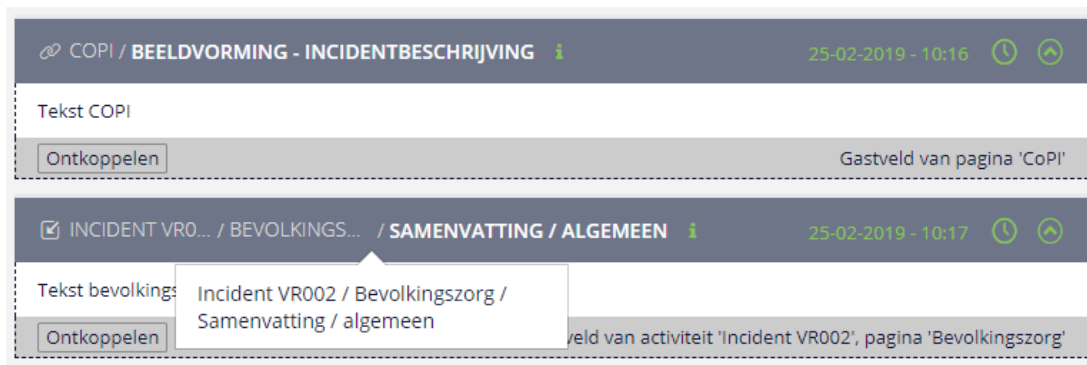 COPI / BEELDVORMING - INCIDENTBESCHRIJVING i 25-02-2019 - 10:16
Tekst COPI
Ontkoppelen Gastveld van pagina 'CoPI'
INCIDENT VR0... / BEVOLKINGS... / SAMENVATTING / ALGEMEEN i 25-02-2019 - 10:17
Tekst bevolkings
Incident VR002 / Bevolkingszorg /
Samenvatting / algemeen
Ontkoppelen veld van activiteit 'Incident VR002', pagina 'Bevolkingszorg'